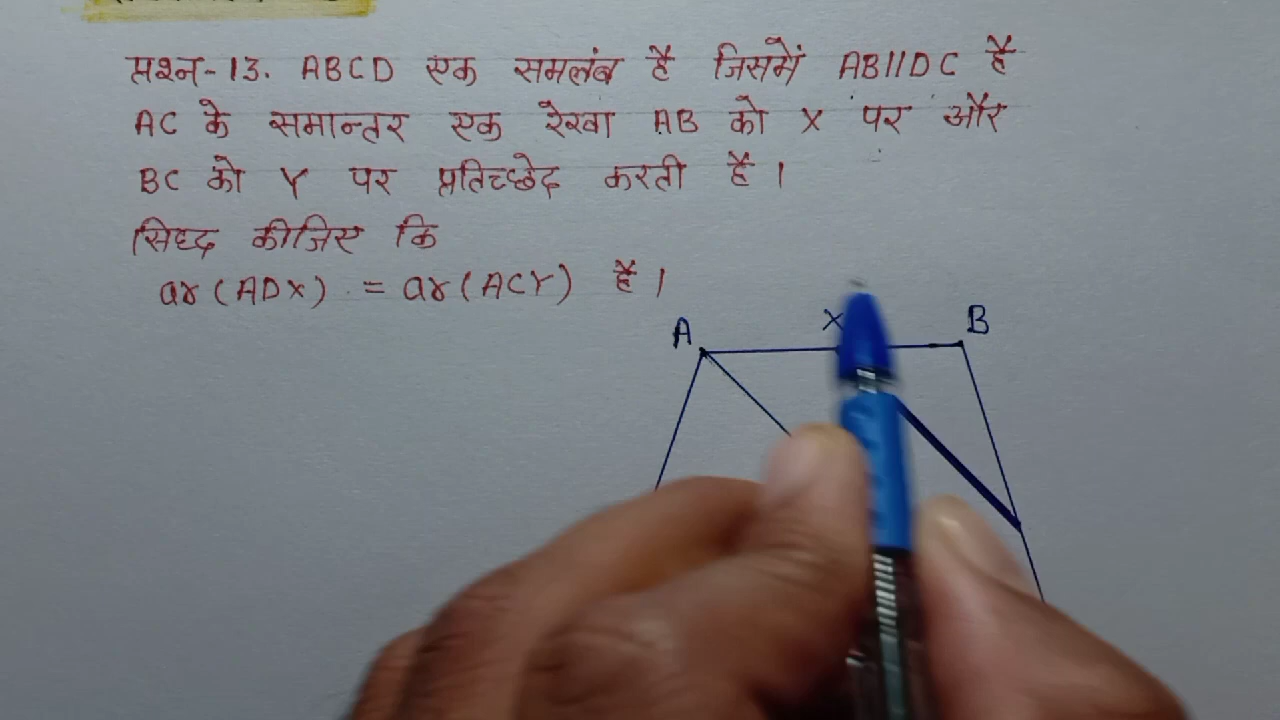 प्रश्न-13. ABCD एक समलंब है जिसमें AB||DC है
AC के समान्तर एक रेखा AB को X पर और
BC को Y पर प्रतिच्छेद करती है।
सिध्द कीजिए कि
ar(ADX) = ar(ACY) है।
A X B